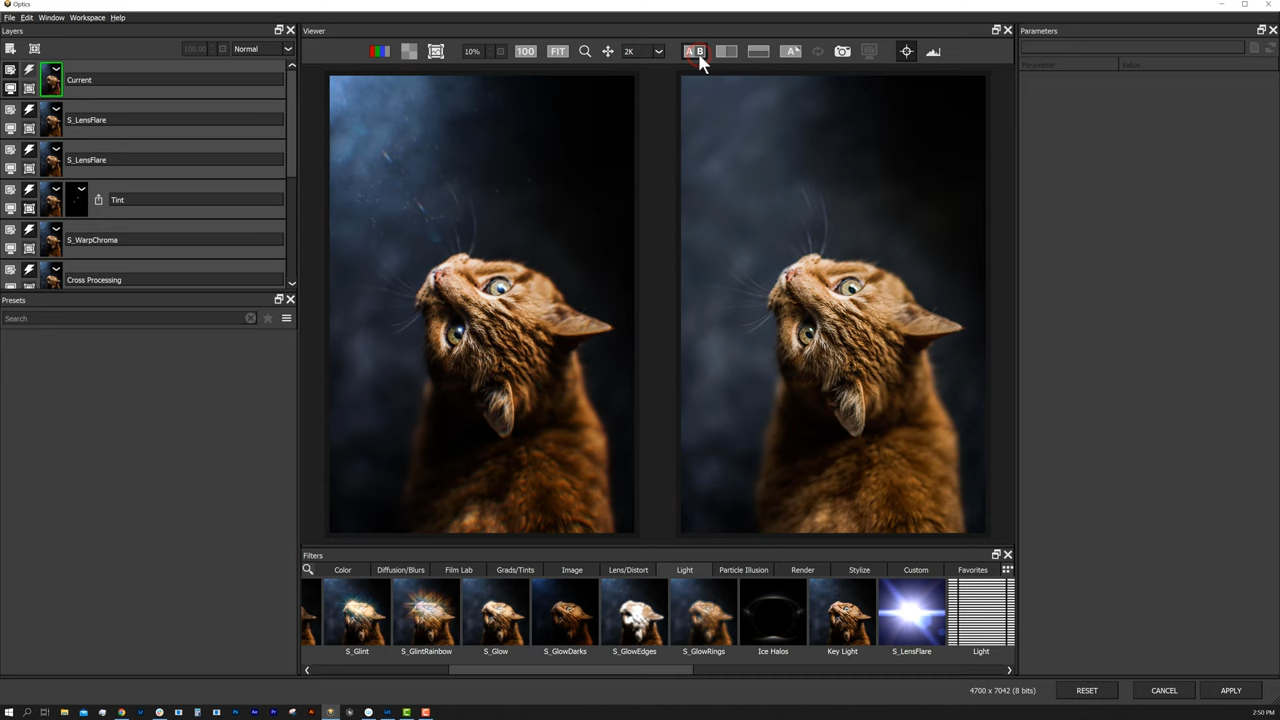 Optics
File Edit Window Workspace Help
Layers
Viewer
Parameters
100.00 Normal
10% 100 FIT 2K A B A
Parameter Value
Current
S_LensFlare
S_LensFlare
Tint
S_WarpChroma
Cross Processing
Presets
Search
Filters
Color Diffusion/Blurs Film Lab Grads/Tints Image Lens/Distort Light Particle Illusion Render Stylize Custom Favorites
S_Glint S_GlintRainbow S_Glow S_GlowDarks S_GlowEdges S_GlowRings Ice Halos Key Light S_LensFlare Light
4700 x 7042 (8 bits) RESET CANCEL APPLY
2:50 PM